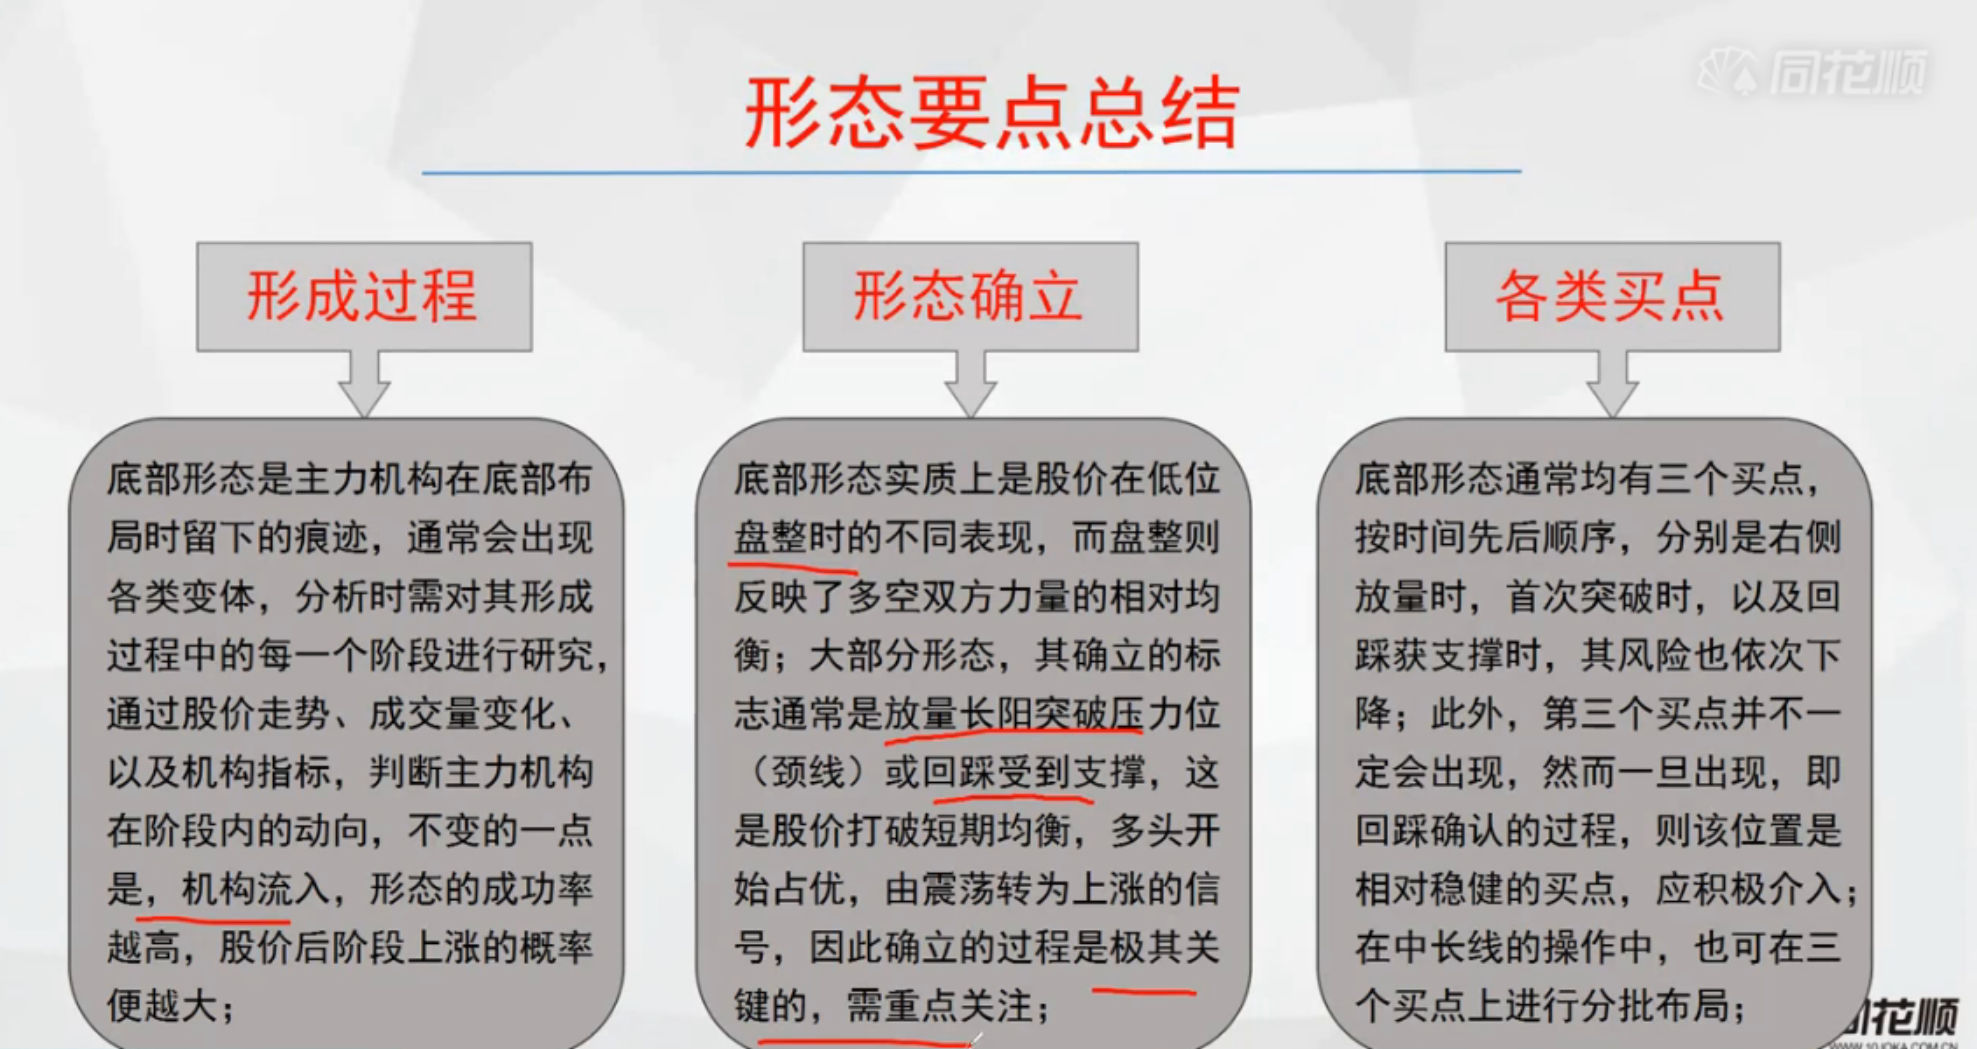 同花顺
形态要点总结
形成过程
底部形态是主力机构在底部布
局时留下的痕迹，通常会出现
各类变体，分析时需对其形成
过程中的每一个阶段进行研究，
通过股价走势、成交量变化、
以及机构指标，判断主力机构
在阶段内的动向，不变的一点
是，机构流入，形态的成功率
越高，股价后阶段上涨的概率
便越大；
形态确立
底部形态实质上是股价在低位
盘整时的不同表现，而盘整则
反映了多空双方力量的相对均
衡；大部分形态，其确立的标
志通常是放量长阳突破压力位
（颈线）或回踩受到支撑，这
是股价打破短期均衡，多头开
始占优，由震荡转为上涨的信
号，因此确立的过程是极其关
键的，需重点关注；
各类买点
底部形态通常均有三个买点，
按时间先后顺序，分别是右侧
放量时，首次突破时，以及回
踩获支撑时，其风险也依次下
降；此外，第三个买点并不一
定会出现，然而一旦出现，即
回踩确认的过程，则该位置是
相对稳健的买点，应积极介入；
在中长线的操作中，也可在三
个买点上进行分批布局；
同花顺
WWW.10JQKA.COM.CN